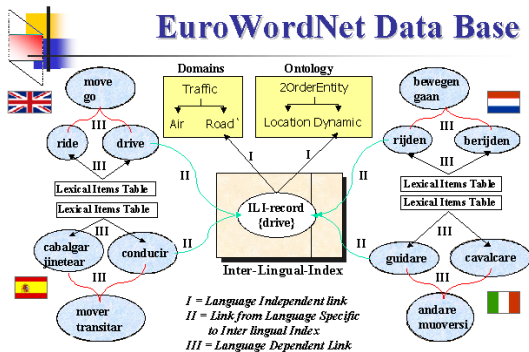 EuroWordNet Data Base
Domains
Traffic
Air Road`
Ontology
2OrderEntity
Location Dynamic
move
go
III
ride
drive
III
Lexical Items Table
Lexical Items Table
III
cabalgar
jinetear
conducir
III
mover
transitar
bewegen
gaan
III
rijden
berijden
III
Lexical Items Table
Lexical Items Table
III
guidare
cavalcare
III
andare
muoversi
I
I
II
II
II
II
ILI-record
{drive}
Inter-Lingual-Index
I = Language Independent link
II = Link from Language Specific
to Inter lingual Index
III = Language Dependent Link